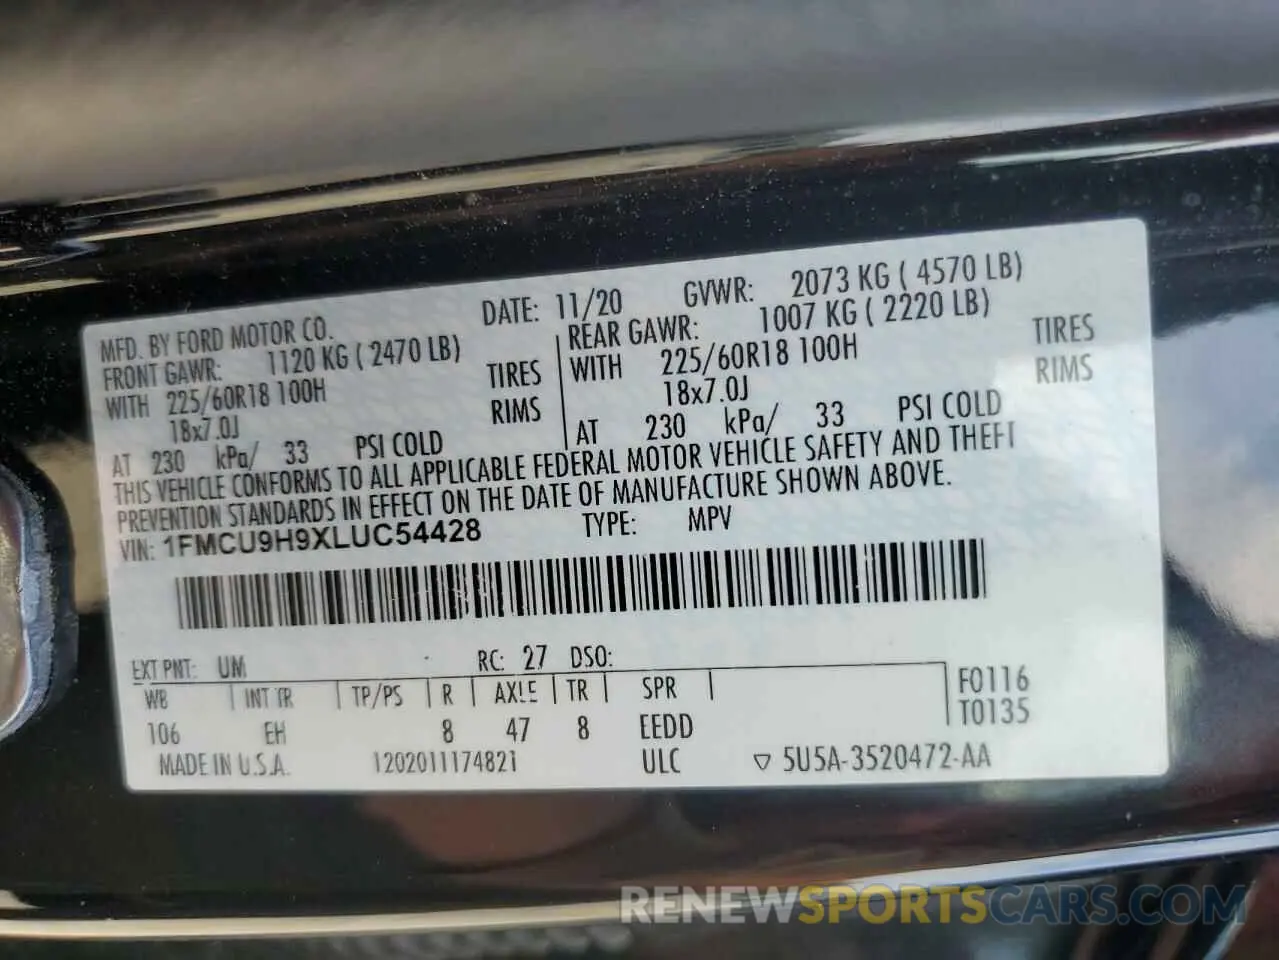 MFD. BY FORD MOTOR CO. DATE: 11/20 GVWR: 2073 KG ( 4570 LB)
FRONT GAWR: 1120 KG ( 2470 LB) REAR GAWR: 1007 KG ( 2220 LB)
WITH 225/60R18 100H TIRES WITH 225/60R18 100H TIRES
18x7.0J RIMS 18x7.0J RIMS
AT 230 kPa/ 33 PSI COLD AT 230 kPa/ 33 PSI COLD
THIS VEHICLE CONFORMS TO ALL APPLICABLE FEDERAL MOTOR VEHICLE SAFETY AND THEFT
PREVENTION STANDARDS IN EFFECT ON THE DATE OF MANUFACTURE SHOWN ABOVE.
VIN: 1FMCU9H9XLUC54428 TYPE: MPV
EXT PNT: UM RC: 27 DSO:
WB INT TR TP/PS R AXLE TR SPR F0116
T0135
106 EH 8 47 8 EEDD
MADE IN U.S.A. 1202011174821 ULC ▽ 5U5A-3520472-AA
RENEWSPORTSCARS.COM